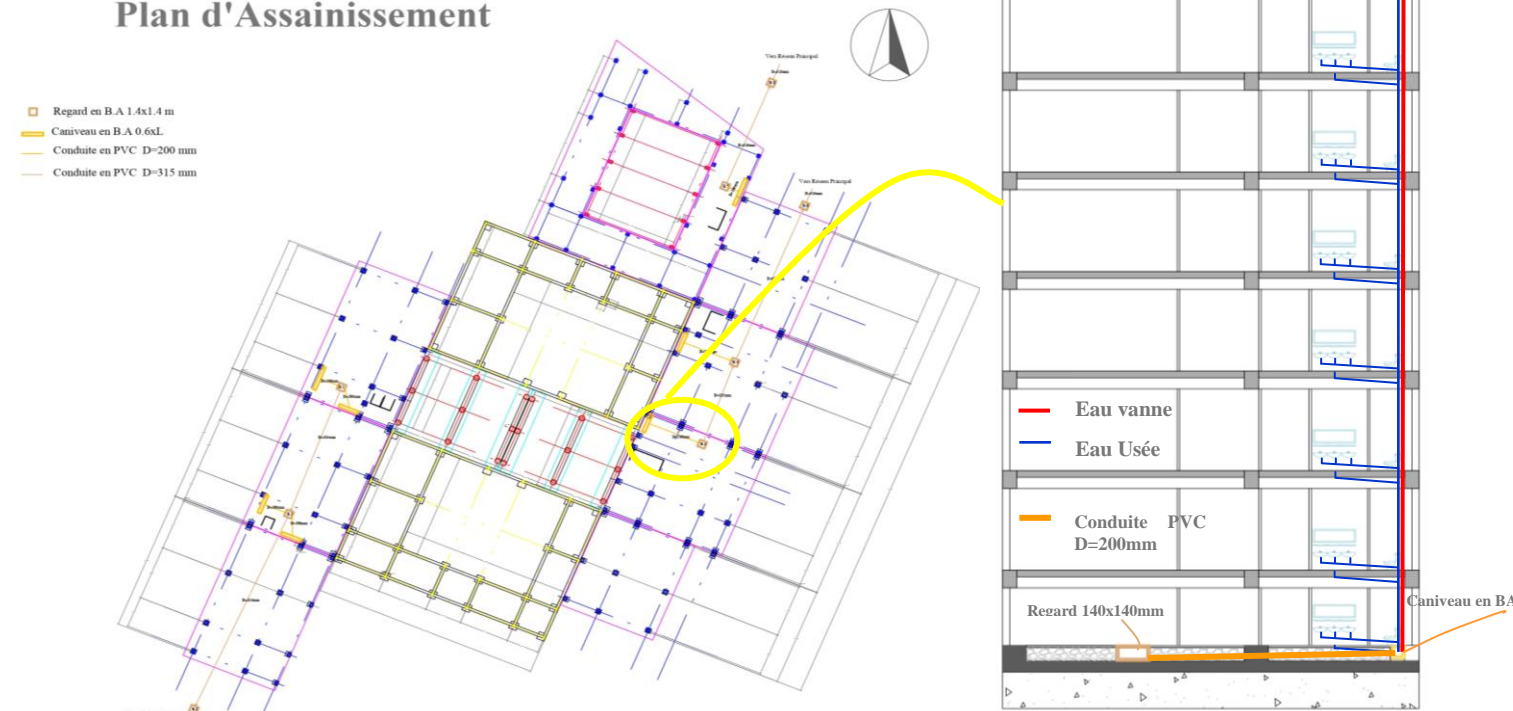 Plan d'Assainissement
Regard en B.A 1.4x1.4 m
Caniveau en B.A 0.6xL
Conduite en PVC D=200 mm
Conduite en PVC D=315 mm
Vers Réseau Principal
Vers Réseau Principal
Eau vanne
Eau Usée
Conduite PVC
D=200mm
Regard 140x140mm
Caniveau en BA